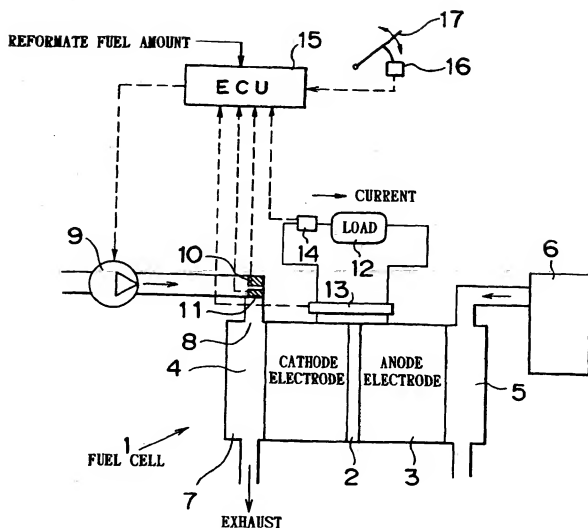 17
REFORMATE FUEL AMOUNT
15
16
ECU
CURRENT
9
10
LOAD
14
12
6
13
11
8
4
CATHODE
ELECTRODE
ANODE
ELECTRODE
5
1
FUEL CELL
7
2
3
EXHAUST